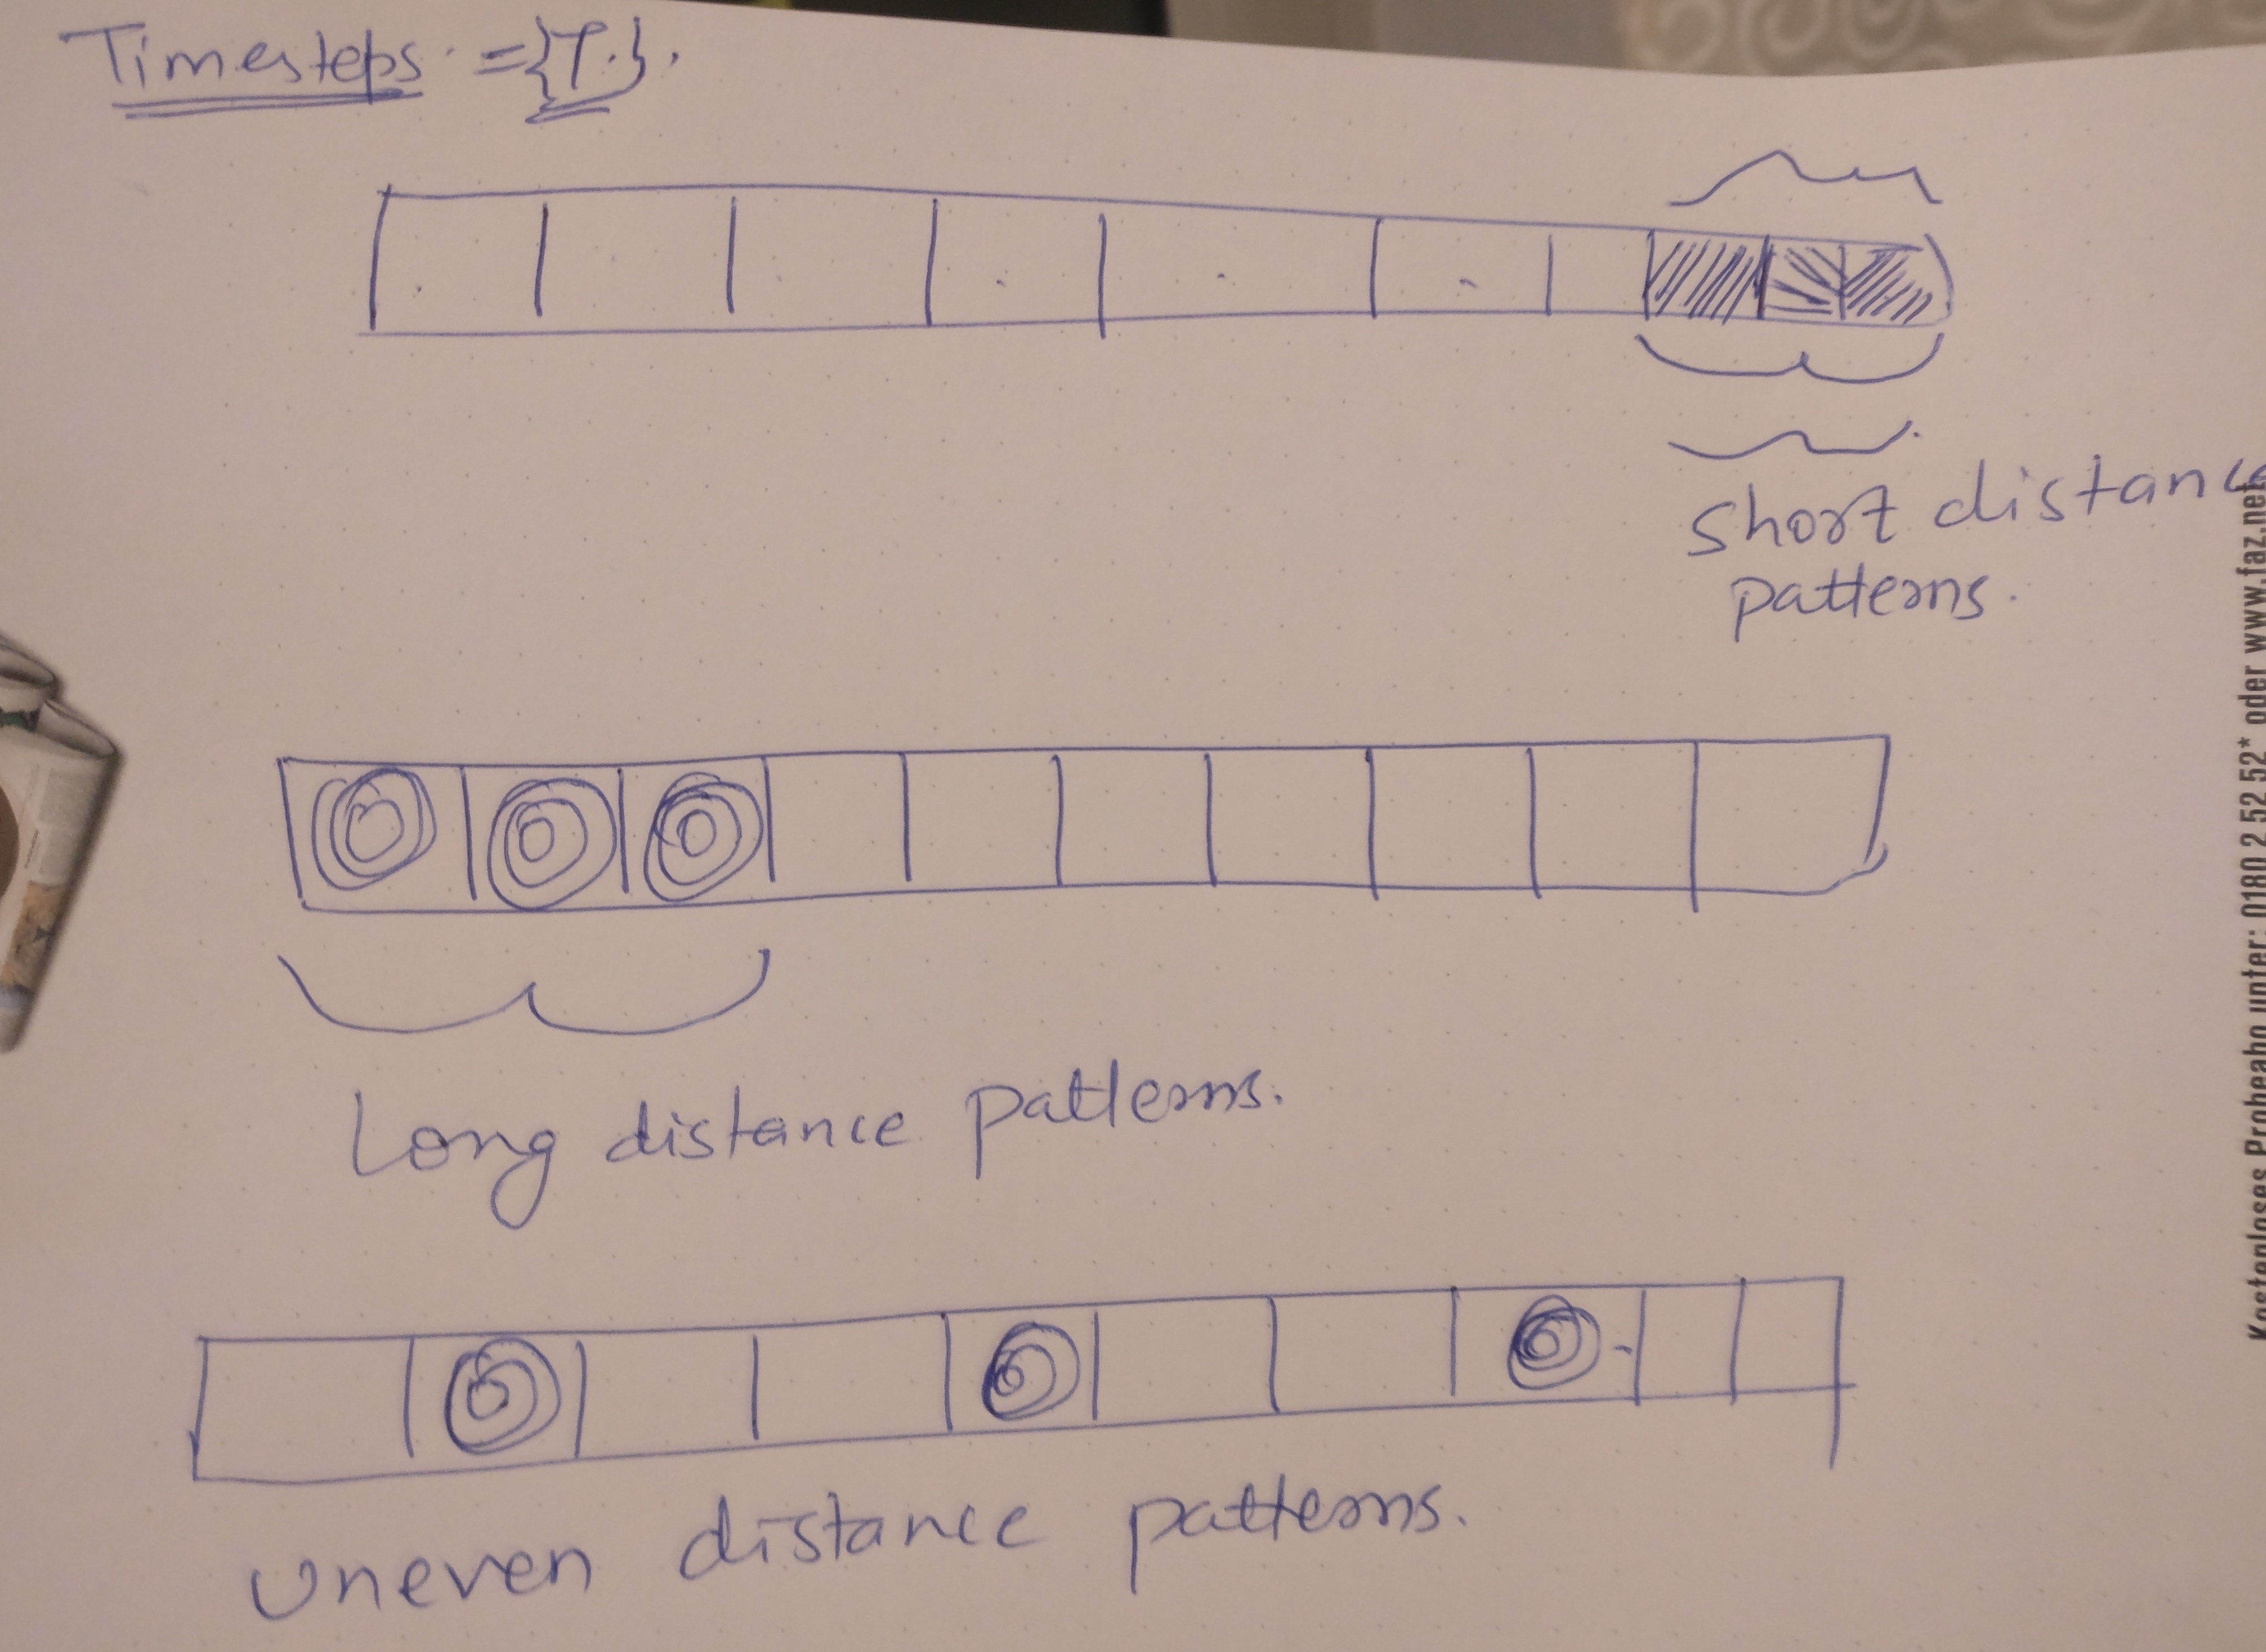 Timesteps = {T.}.
short distance
patterns.
Long distance patterns.
uneven distance patterns.
Kostenloses Probeabo unter: 0180 2 52 52* oder www.faz.net